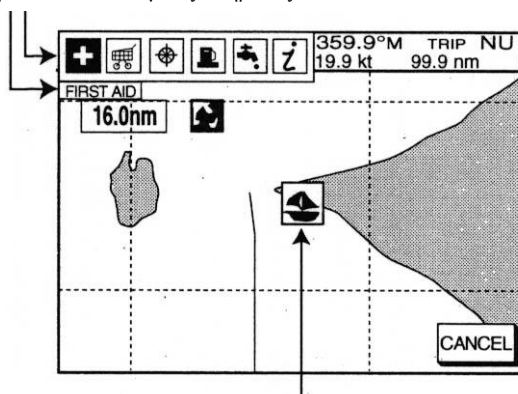 359.9°M TRIP NU
19.9 kt 99.9 nm
i
FIRST AID
16.0nm
CANCEL